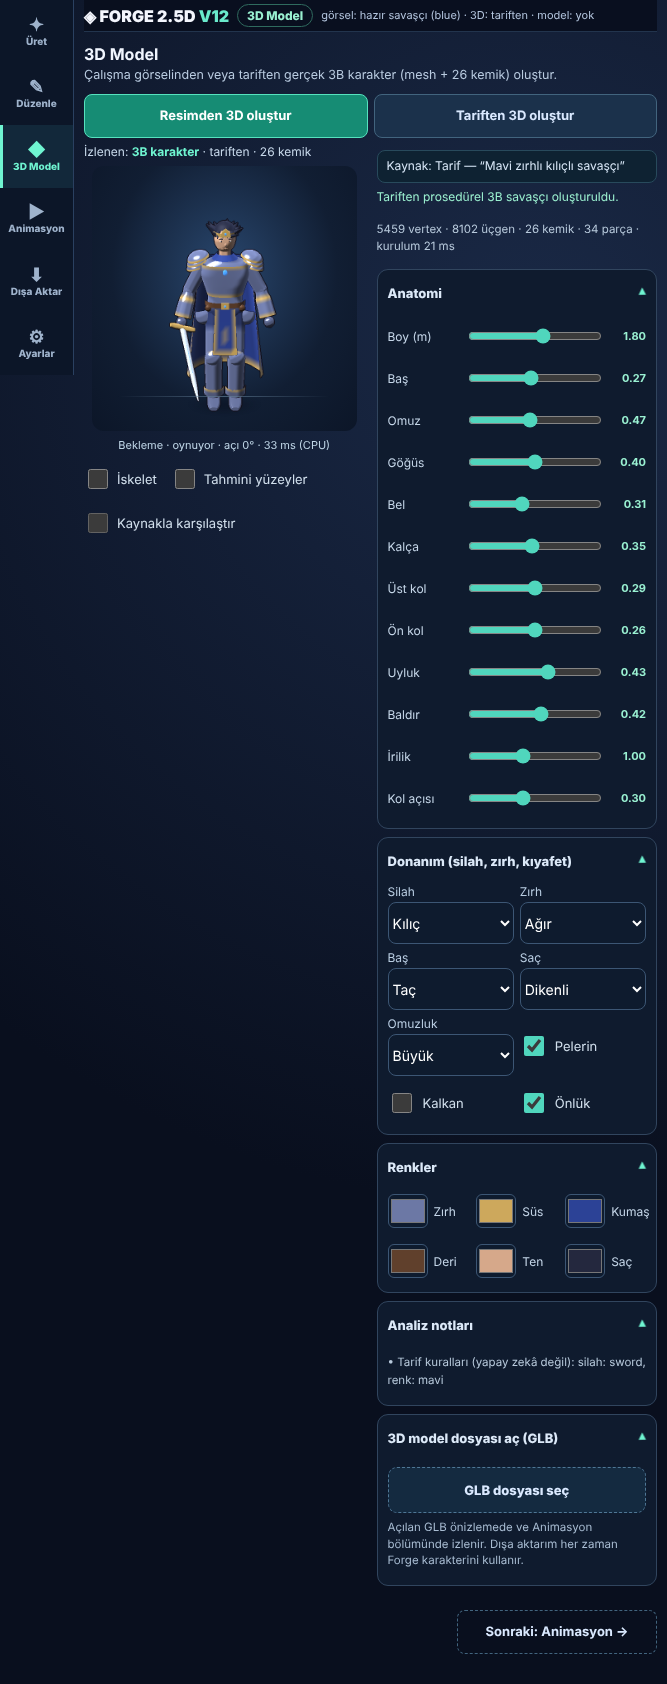 Üret
Düzenle
3D Model
Animasyon
Dışa Aktar
Ayarlar
◈ FORGE 2.5D V12 3D Model görsel: hazır savaşçı (blue) · 3D: tariften · model: yok
3D Model
Çalışma görselinden veya tariften gerçek 3B karakter (mesh + 26 kemik) oluştur.
Resimden 3D oluştur
Tariften 3D oluştur
İzlenen: 3B karakter · tariften · 26 kemik
Bekleme · oynuyor · açı 0° · 33 ms (CPU)
İskelet
Tahmini yüzeyler
Kaynakla karşılaştır
Kaynak: Tarif — “Mavi zırhlı kılıçlı savaşçı”
Tariften prosedürel 3B savaşçı oluşturuldu.
5459 vertex · 8102 üçgen · 26 kemik · 34 parça ·
kurulum 21 ms
Anatomi
Boy (m) 1.80
Baş 0.27
Omuz 0.47
Göğüs 0.40
Bel 0.31
Kalça 0.35
Üst kol 0.29
Ön kol 0.26
Uyluk 0.43
Baldır 0.42
İrilik 1.00
Kol açısı 0.30
Donanım (silah, zırh, kıyafet)
Silah Zırh
Kılıç Ağır
Baş Saç
Taç Dikenli
Omuzluk
Büyük Pelerin
Kalkan Önlük
Renkler
Zırh Süs Kumaş
Deri Ten Saç
Analiz notları
• Tarif kuralları (yapay zekâ değil): silah: sword,
renk: mavi
3D model dosyası aç (GLB)
GLB dosyası seç
Açılan GLB önizlemede ve Animasyon
bölümünde izlenir. Dışa aktarım her zaman
Forge karakterini kullanır.
Sonraki: Animasyon →